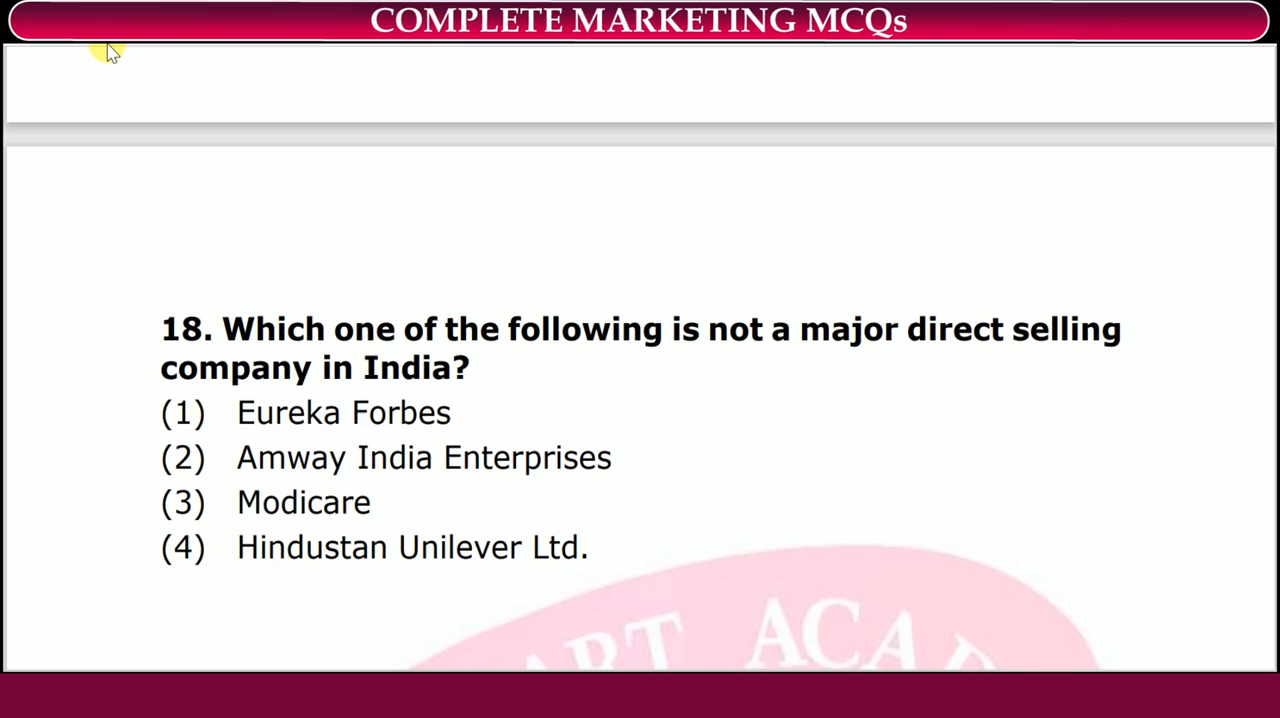 COMPLETE MARKETING MCQs
18. Which one of the following is not a major direct selling
company in India?
(1) Eureka Forbes
(2) Amway India Enterprises
(3) Modicare
(4) Hindustan Unilever Ltd.